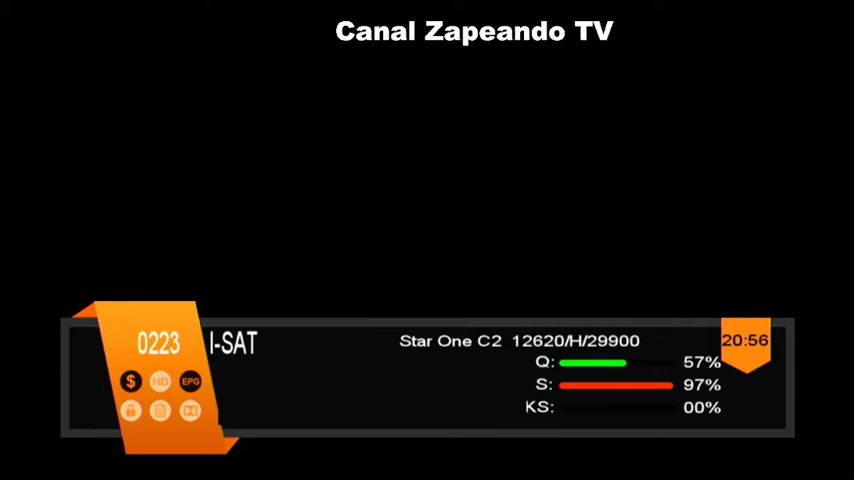 Canal Zapeando TV
0223 I-SAT
Star One C2 12620/H/29900
20:56
$ HD EPG
Q: 57%
S: 97%
KS: 00%